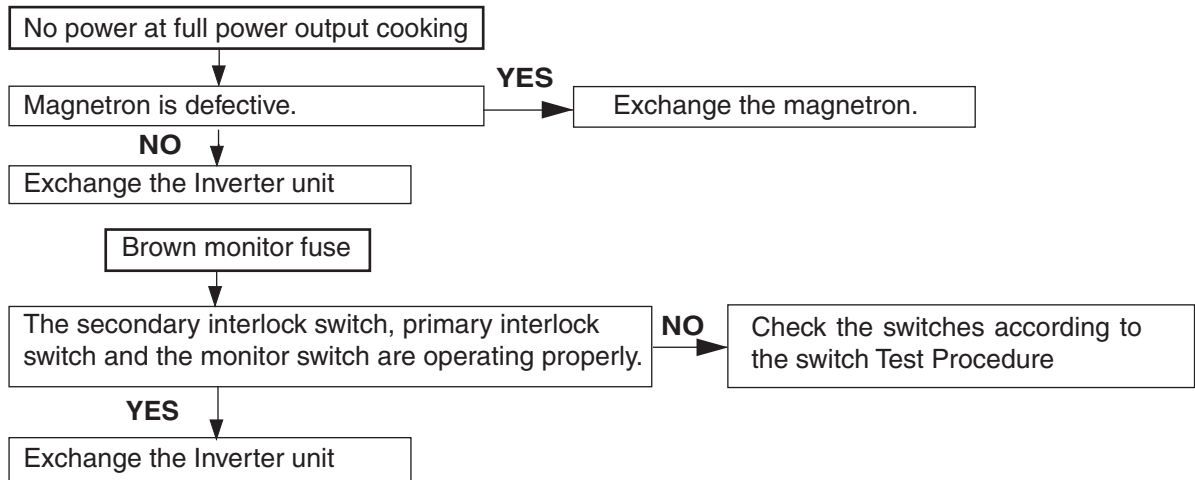 No power at full power output cooking
YES
Magnetron is defective.
Exchange the magnetron.
NO
Exchange the Inverter unit
Brown monitor fuse
The secondary interlock switch, primary interlock
switch and the monitor switch are operating properly.
NO
Check the switches according to
the switch Test Procedure
YES
Exchange the Inverter unit